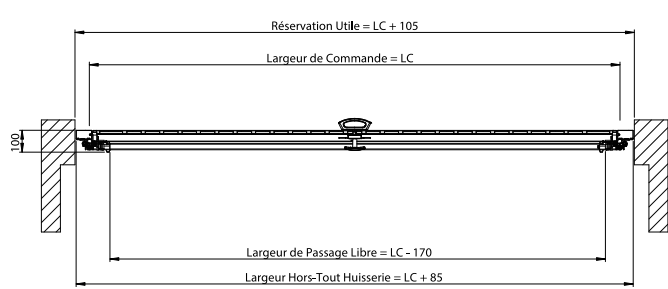 Réservation Utile = LC + 105
Largeur de Commande = LC
100
Largeur de Passage Libre = LC - 170
Largeur Hors-Tout Huisserie = LC + 85